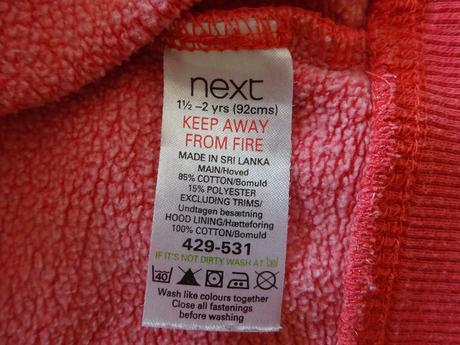 next
1½ –2 yrs (92cms)
KEEP AWAY
FROM FIRE
MADE IN SRI LANKA
MAIN/Hoved
85% COTTON/Bomuld
15% POLYESTER
EXCLUDING TRIMS/
Undtagen besætning
HOOD LINING/Hætteforing
100% COTTON/Bomuld
429-531
IF IT'S NOT DIRTY WASH AT 30
40
Wash like colours together
Close all fastenings
before washing